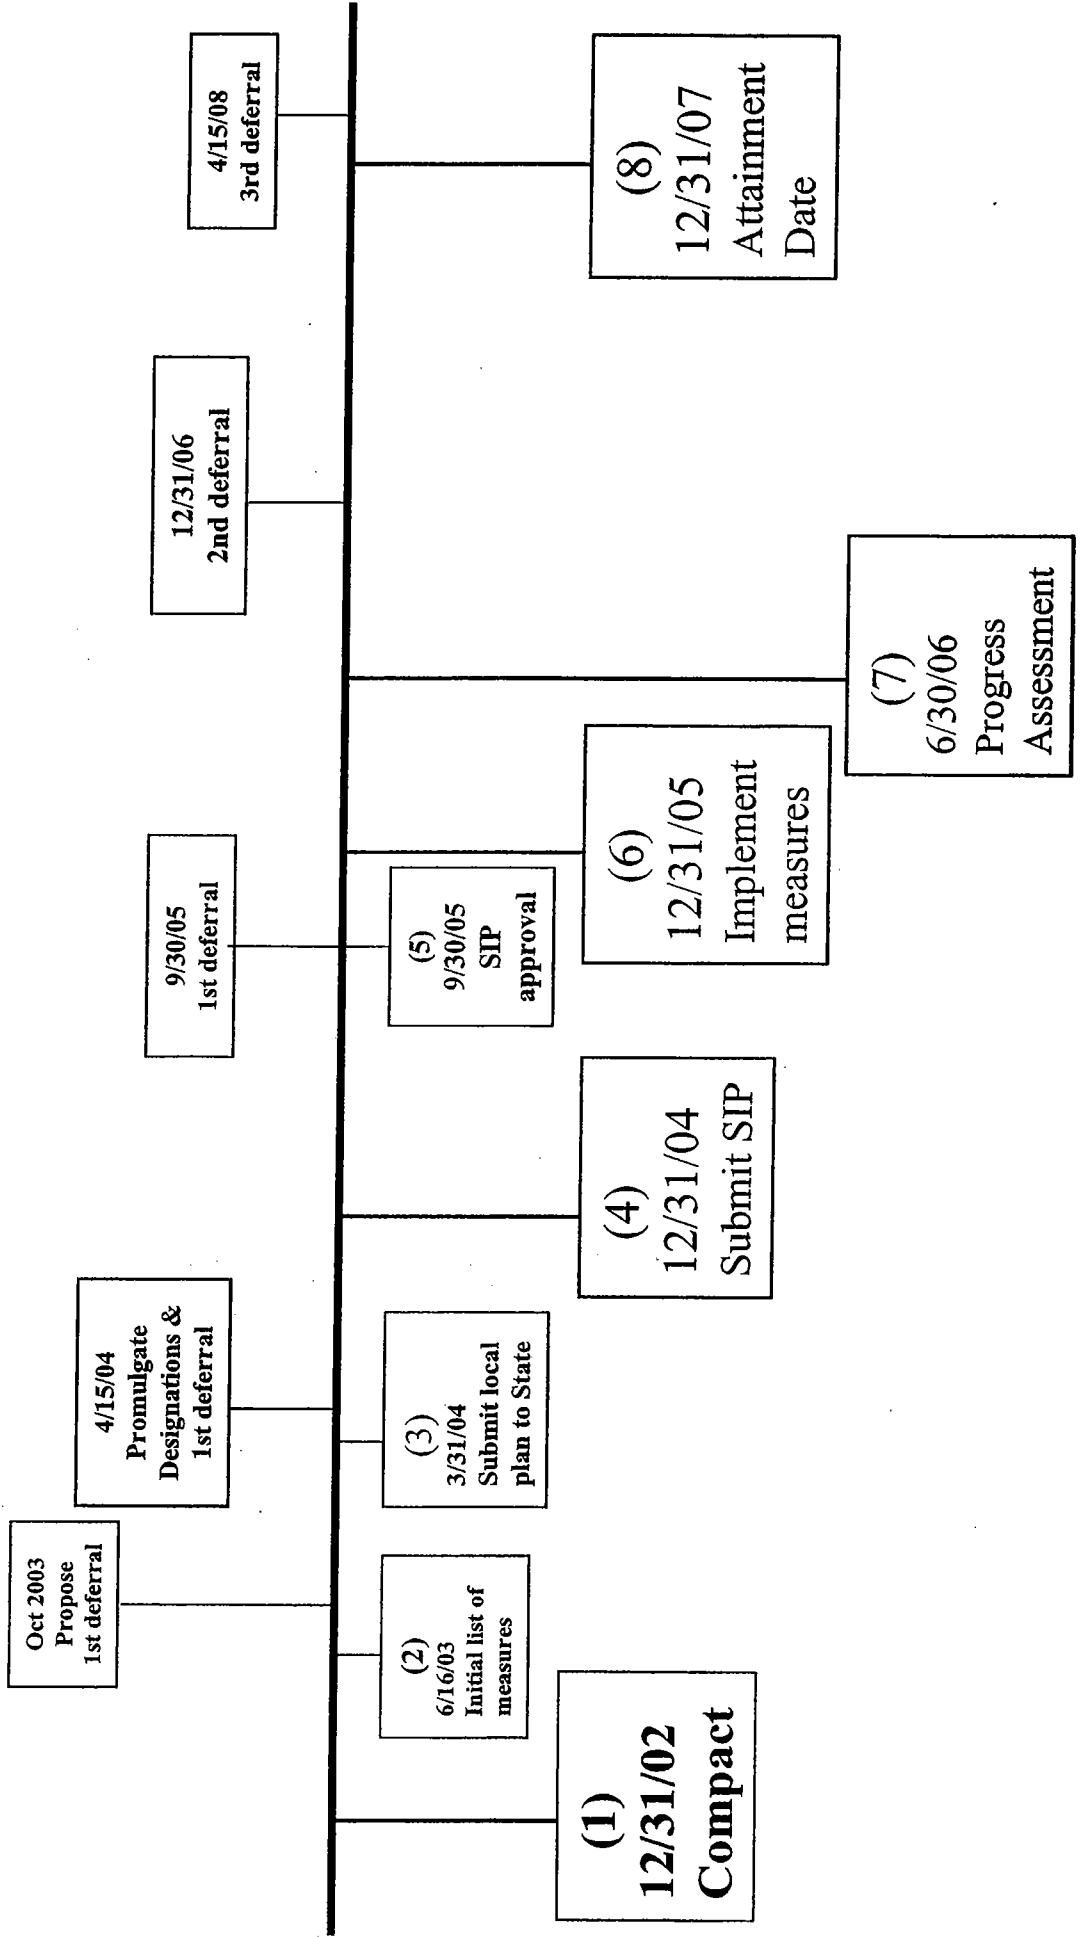 Oct 2003
Propose
1st deferral
4/15/04
Promulgate
Designations &
1st deferral
9/30/05
1st deferral
12/31/06
2nd deferral
4/15/08
3rd deferral
(1)
12/31/02
Compact
(2)
6/16/03
Initial list of
measures
(3)
3/31/04
Submit local
plan to State
(4)
12/31/04
Submit SIP
(5)
9/30/05
SIP
approval
(6)
12/31/05
Implement
measures
(7)
6/30/06
Progress
Assessment
(8)
12/31/07
Attainment
Date